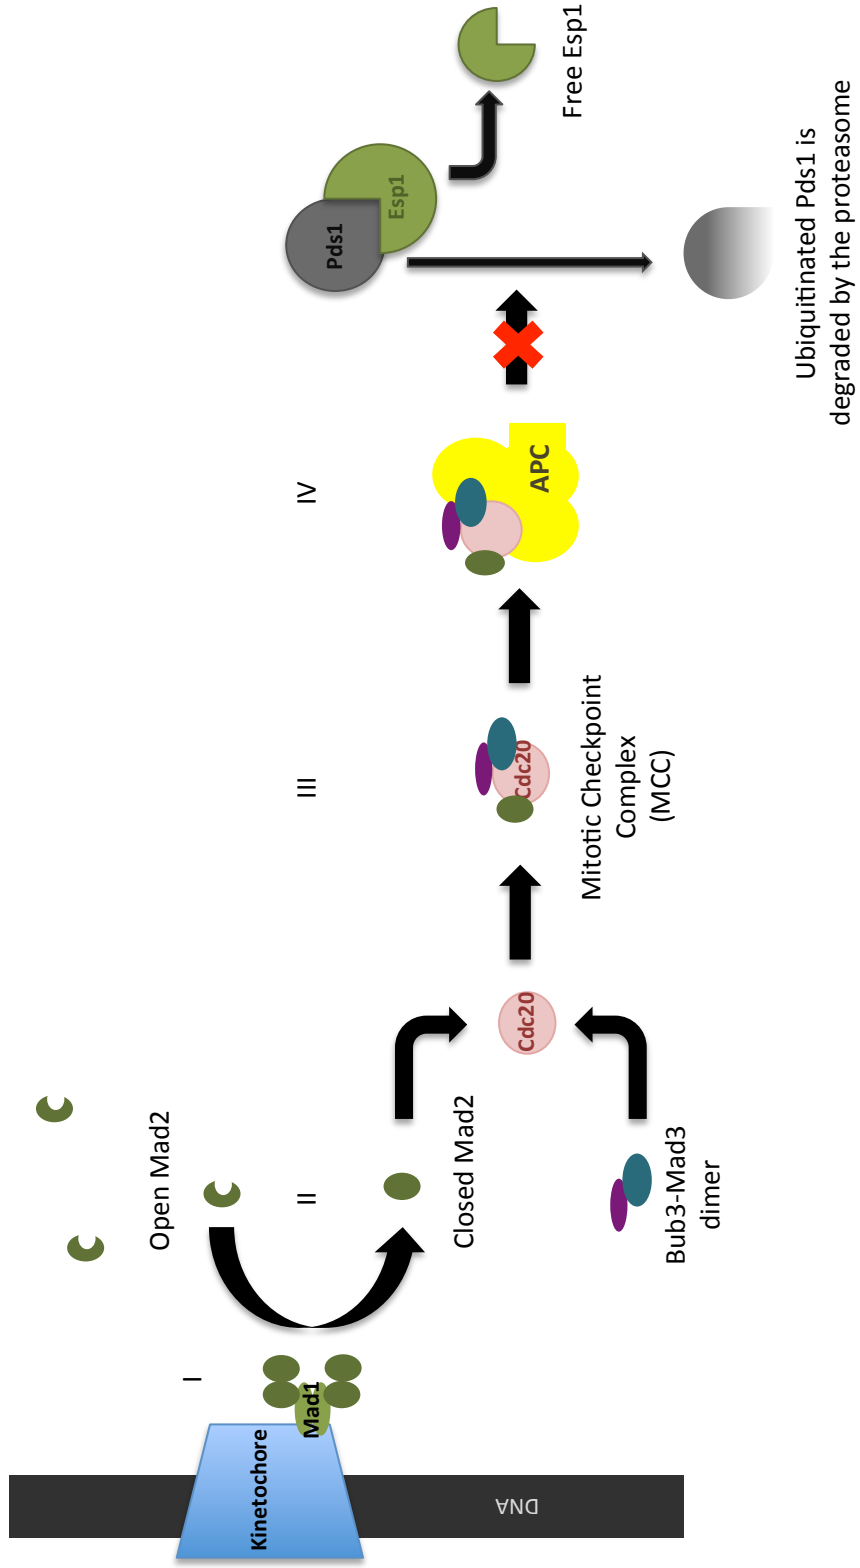 DNA
Kinetochore
Mad1
I
Open Mad2
II
Closed Mad2
Bub3-Mad3
dimer
Cdc20
III
Cdc20
Mitotic Checkpoint
Complex
(MCC)
IV
APC
Pds1
Esp1
Free Esp1
Ubiquitinated Pds1 is
degraded by the proteasome